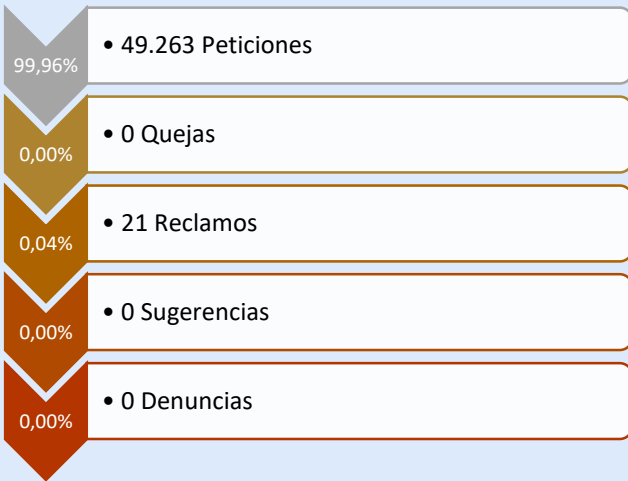 99,96%
• 49.263 Peticiones
0,00%
• 0 Quejas
0,04%
• 21 Reclamos
0,00%
• 0 Sugerencias
0,00%
• 0 Denuncias